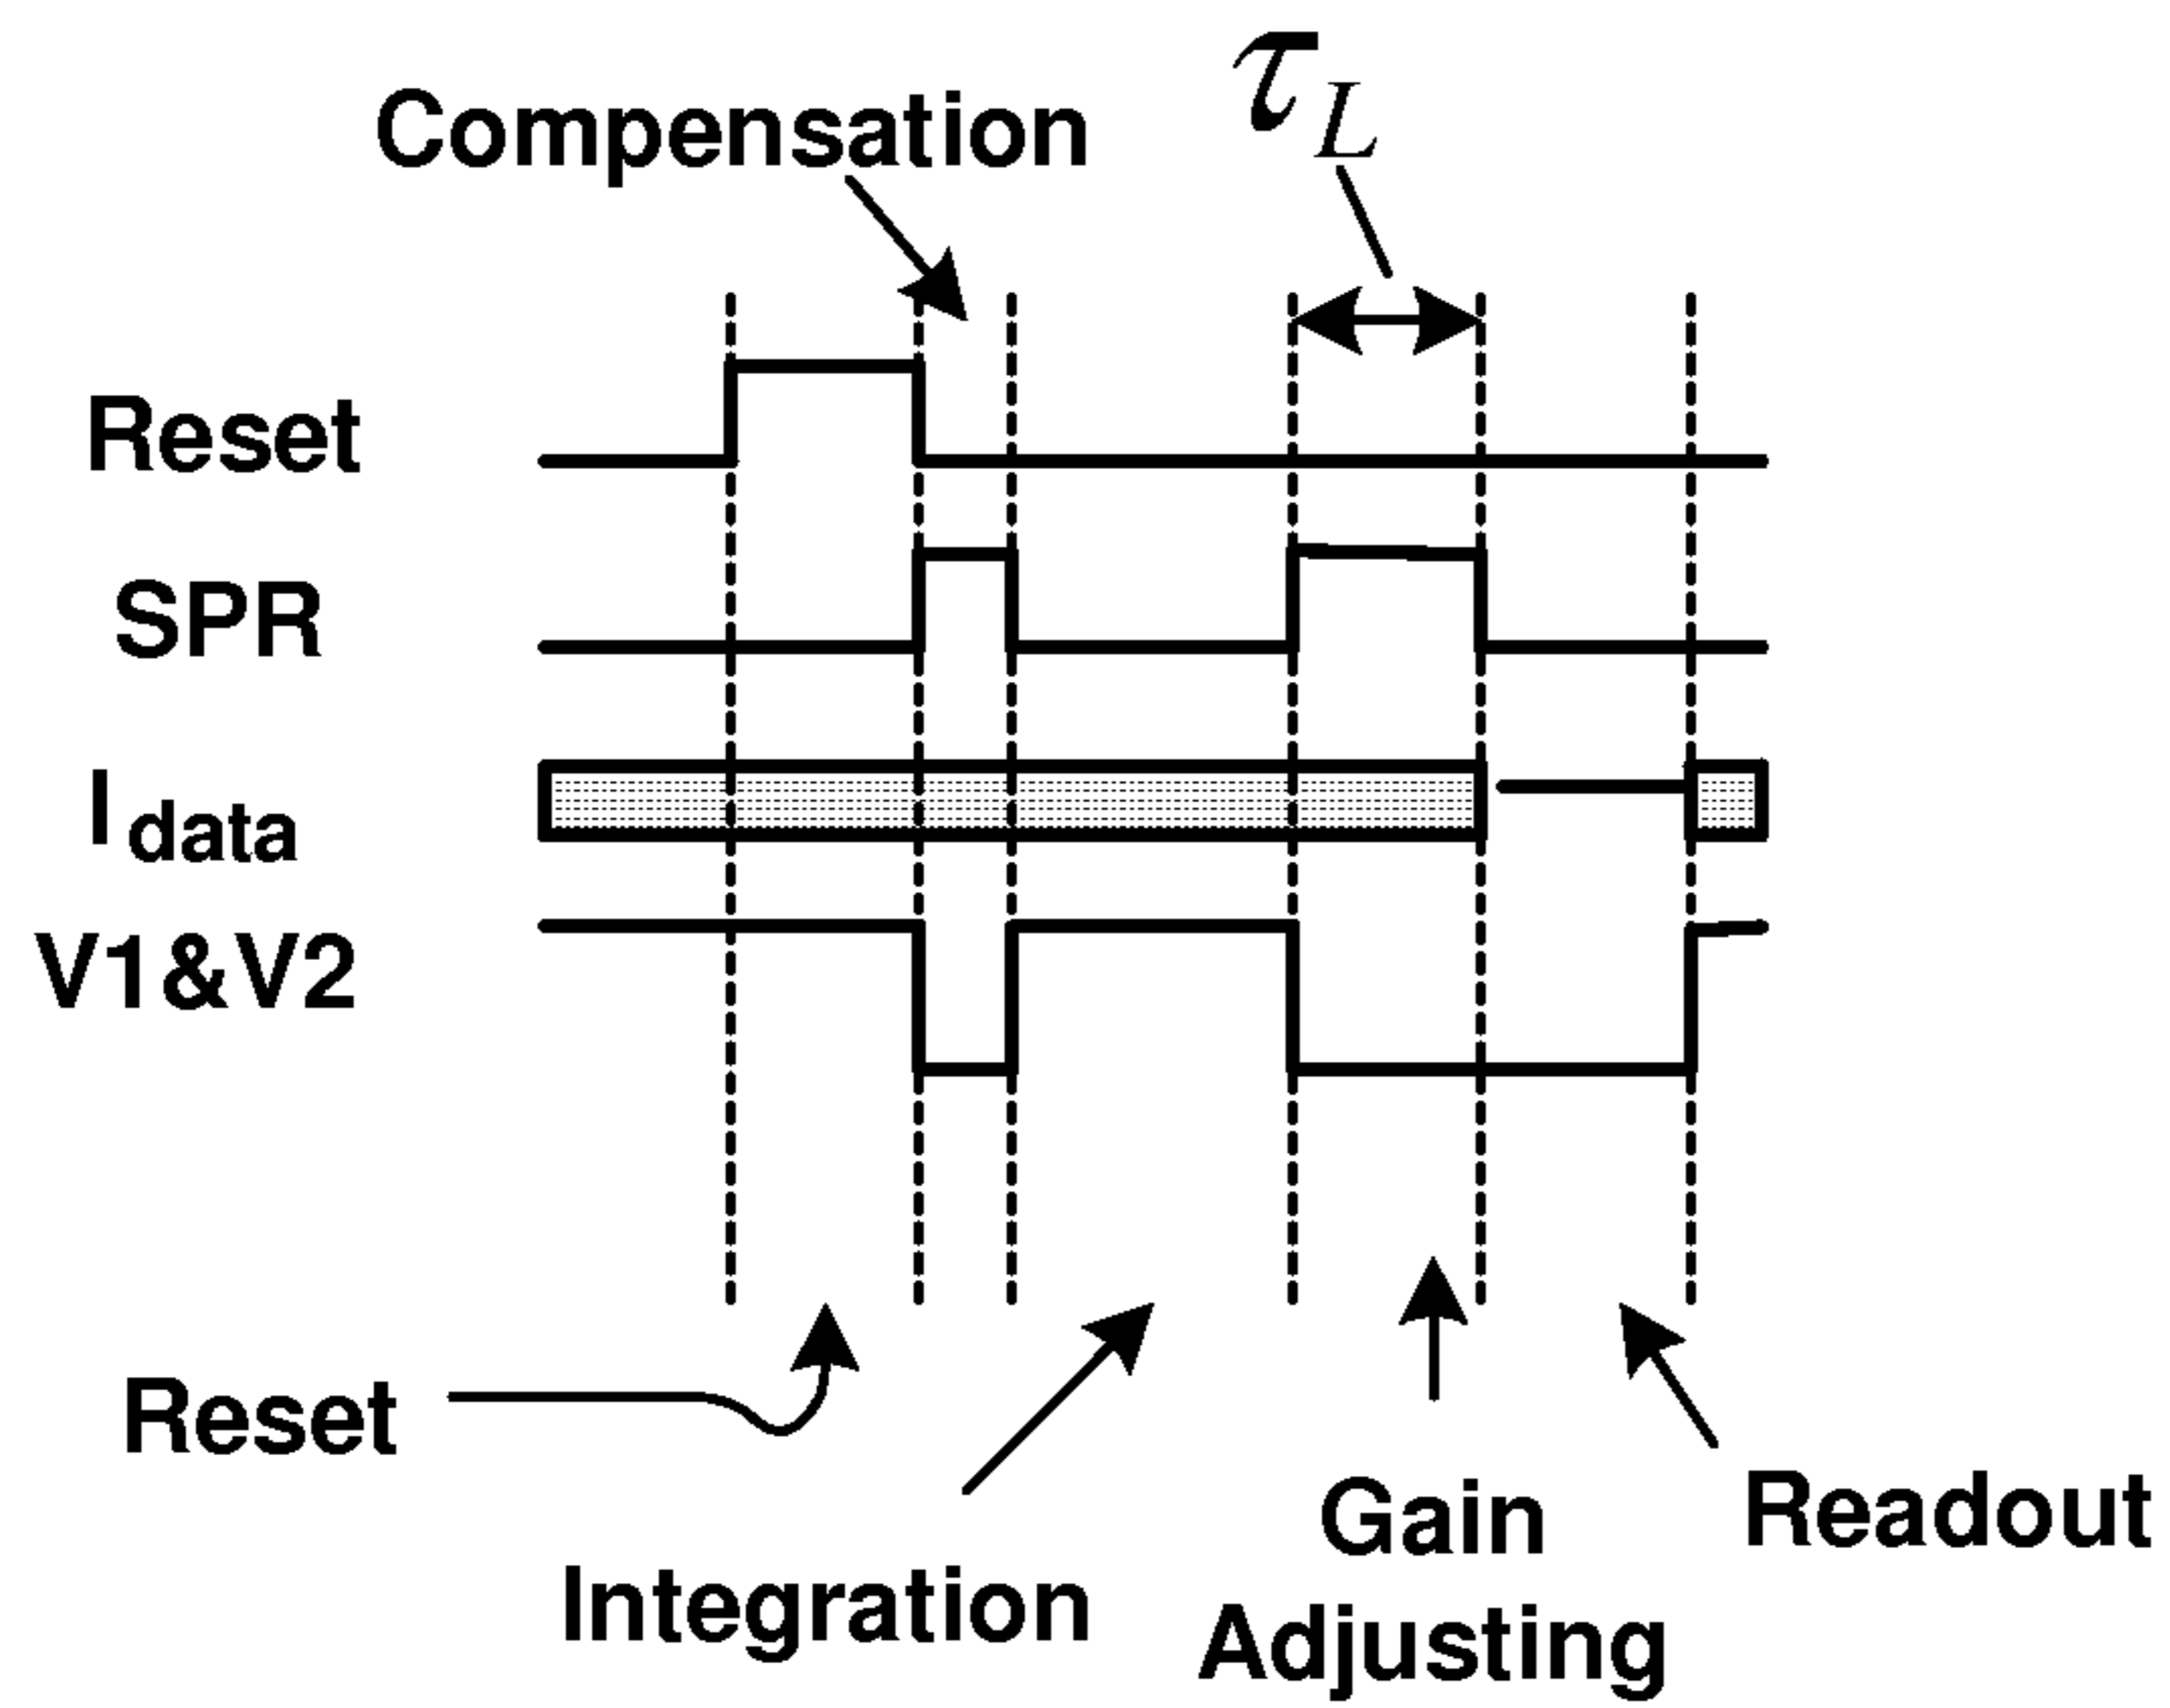 Compensation
τL
Reset
SPR
Idata
V1&V2
Reset
Integration
Gain
Adjusting
Readout